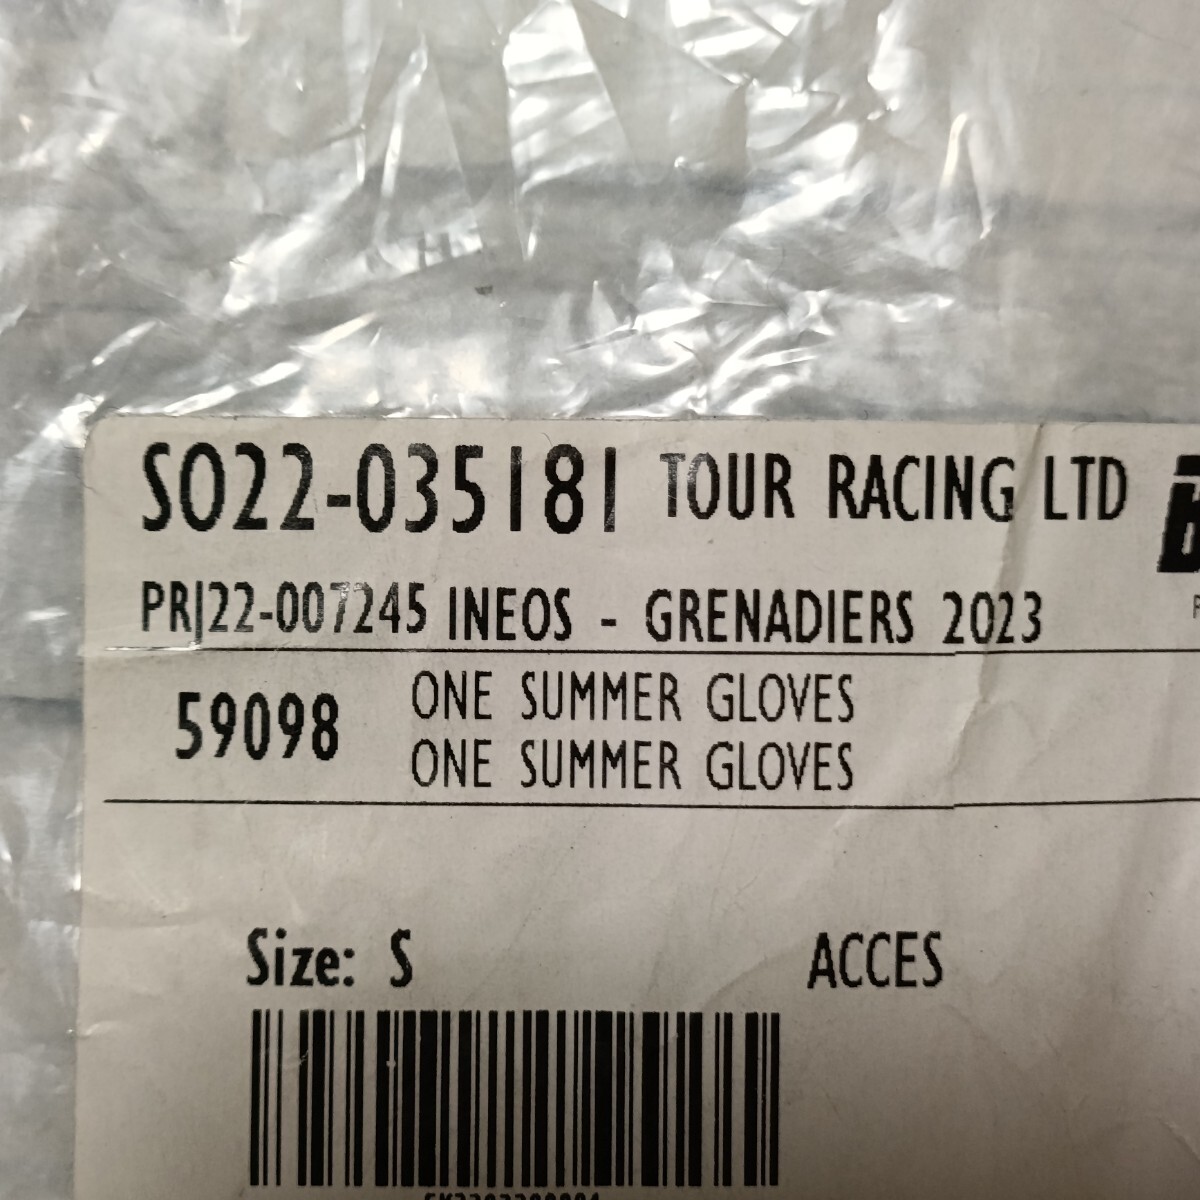 SO22-035181 TOUR RACING LTD
PRJ22-007245 INEOS - GRENADIERS 2023
59098
ONE SUMMER GLOVES
ONE SUMMER GLOVES
Size: S ACCES